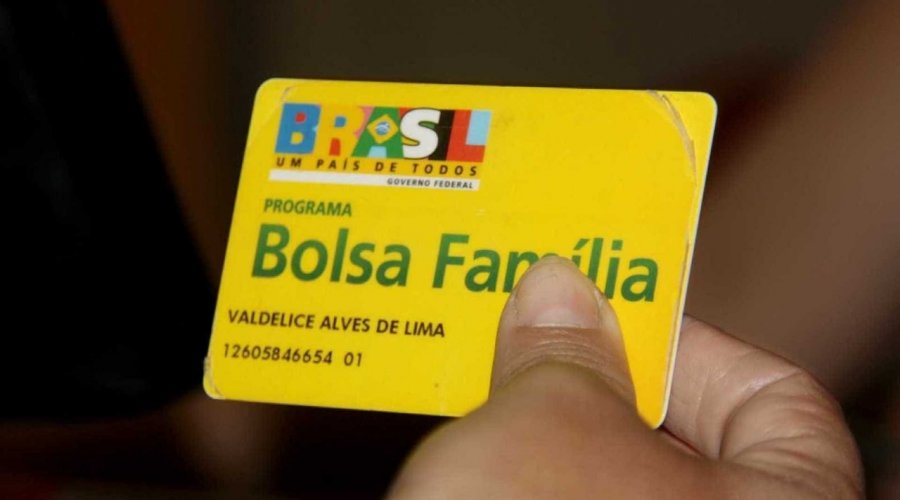 BRASIL
UM PAÍS DE TODOS
GOVERNO FEDERAL
PROGRAMA
Bolsa Família
VALDELICE ALVES DE LIMA
12605846654 01